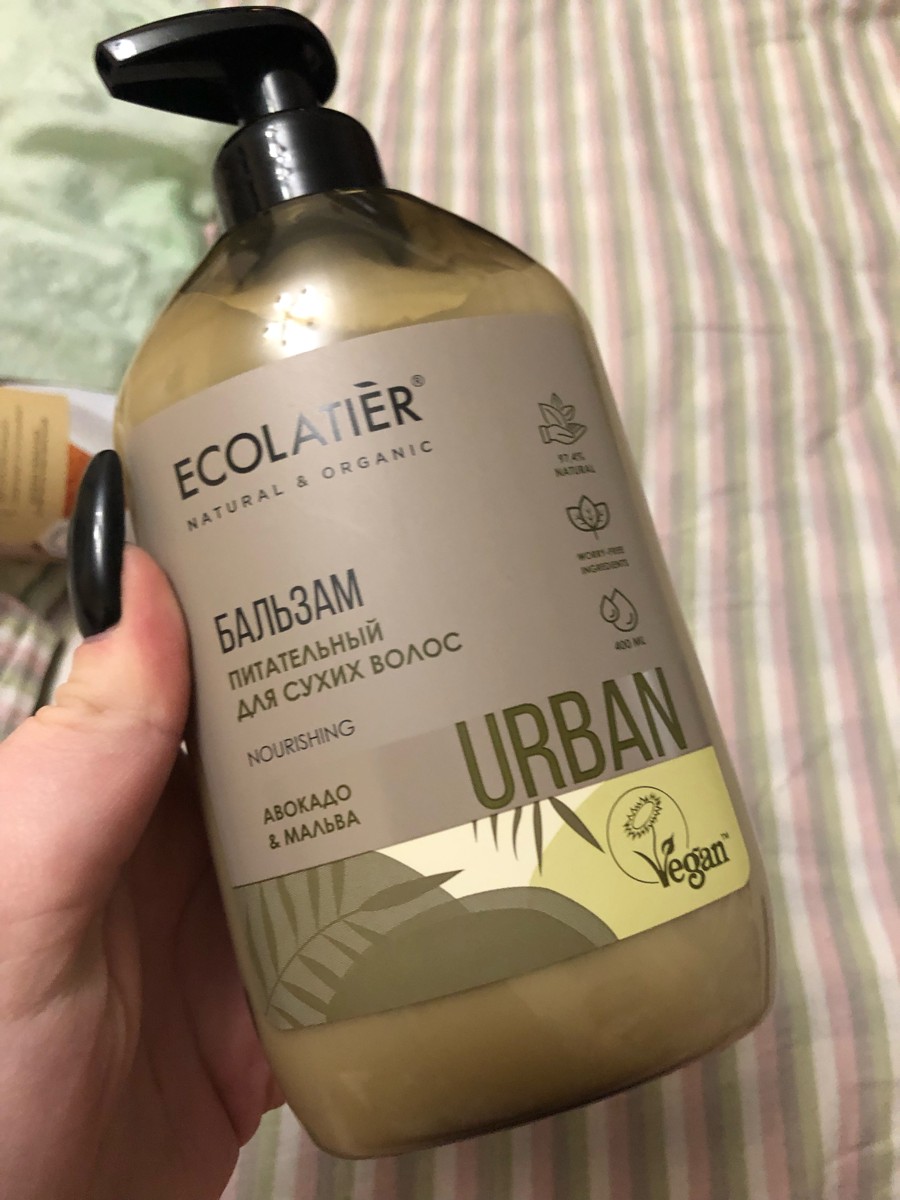 ECOLATIÈR®
NATURAL & ORGANIC
97.4%
NATURAL
WORRY-FREE
INGREDIENTS
400 ML
БАЛЬЗАМ
ПИТАТЕЛЬНЫЙ
ДЛЯ СУХИХ ВОЛОС
NOURISHING
URBAN
АВОКАДО
& МАЛЬВА
Vegan™